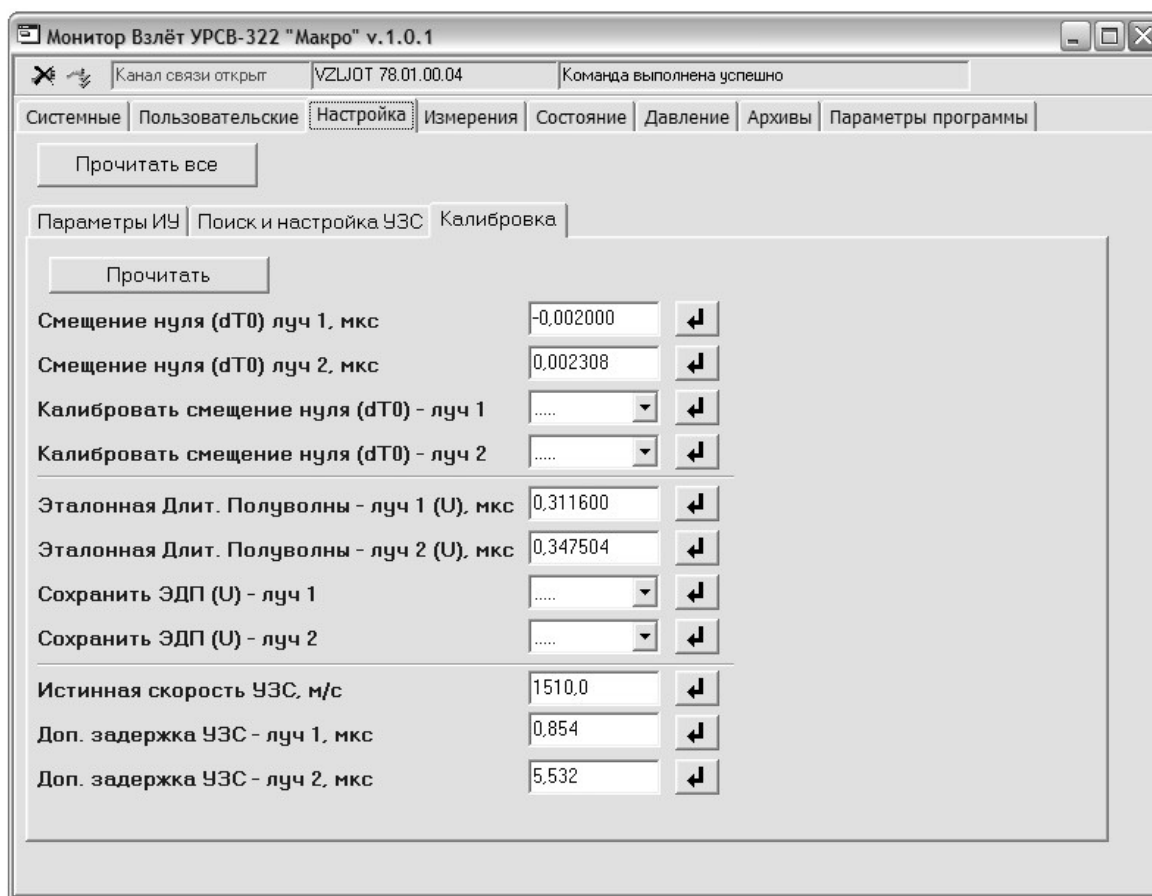 Монитор Взлёт УРСВ-322 "Макро" v.1.0.1
Канал связи открыт VZLJOT 78.01.00.04 Команда выполнена успешно
Системные Пользовательские Настройка Измерения Состояние Давление Архивы Параметры программы
Прочитать все
Параметры ИУ Поиск и настройка УЗС Калибровка
Прочитать
Смещение нуля (dT0) луч 1, мкс -0,002000
Смещение нуля (dT0) луч 2, мкс 0,002308
Калибровать смещение нуля (dT0) - луч 1 .....
Калибровать смещение нуля (dT0) - луч 2 .....
Эталонная Длит. Полуволны - луч 1 (U), мкс 0,311600
Эталонная Длит. Полуволны - луч 2 (U), мкс 0,347504
Сохранить ЭДП (U) - луч 1 .....
Сохранить ЭДП (U) - луч 2 .....
Истинная скорость УЗС, м/с 1510,0
Доп. задержка УЗС - луч 1, мкс 0,854
Доп. задержка УЗС - луч 2, мкс 5,532